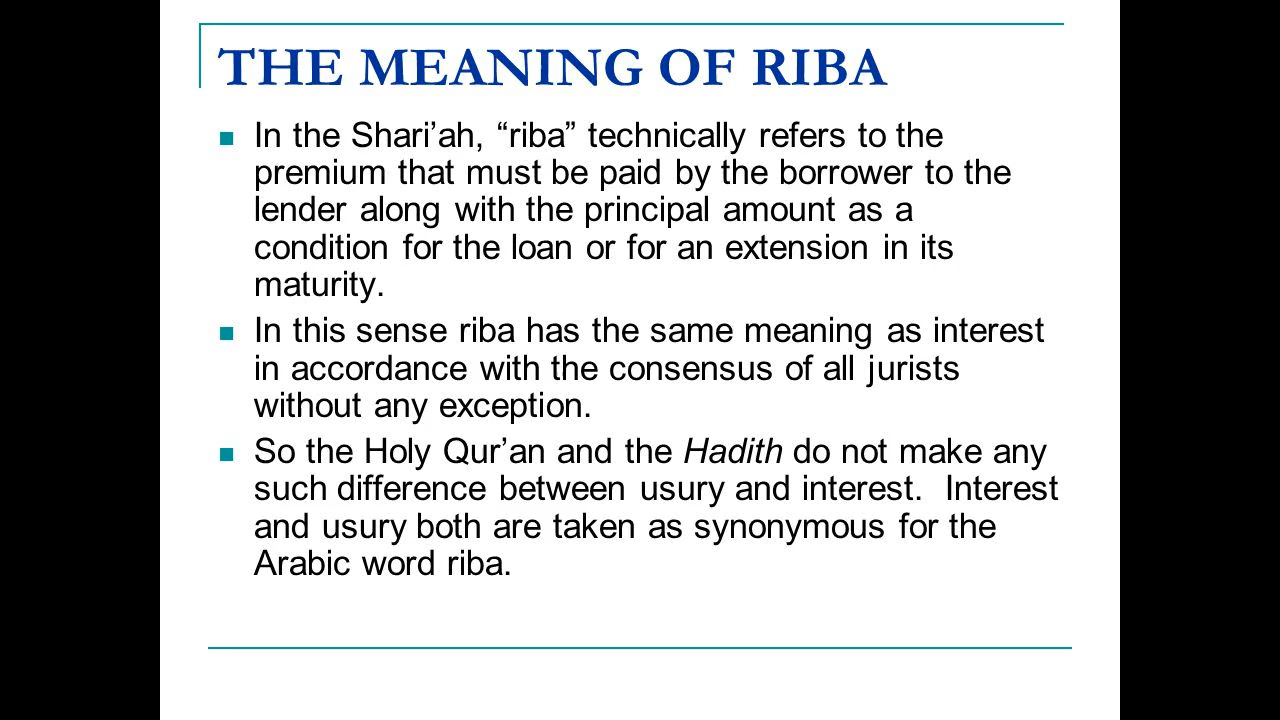 THE MEANING OF RIBA
In the Shari’ah, “riba” technically refers to the
premium that must be paid by the borrower to the
lender along with the principal amount as a
condition for the loan or for an extension in its
maturity.
In this sense riba has the same meaning as interest
in accordance with the consensus of all jurists
without any exception.
So the Holy Qur’an and the Hadith do not make any
such difference between usury and interest.  Interest
and usury both are taken as synonymous for the
Arabic word riba.